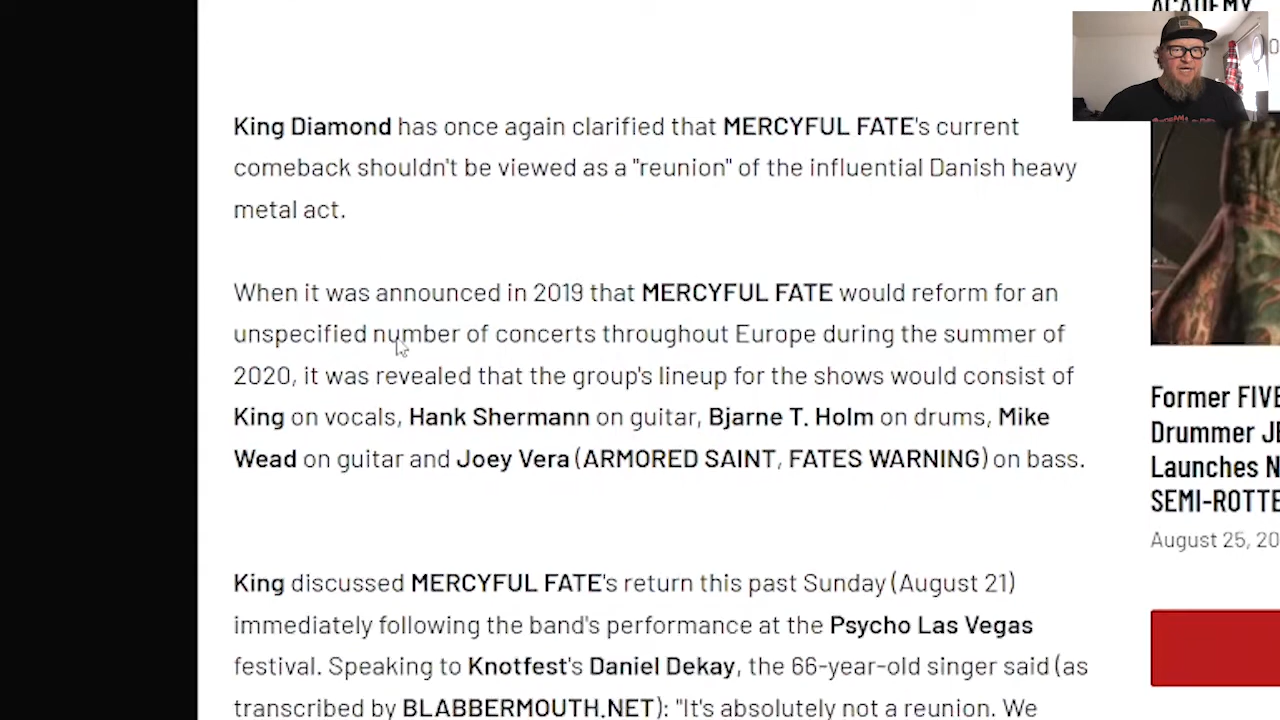 ACADEMY
King Diamond has once again clarified that MERCYFUL FATE's current
comeback shouldn't be viewed as a "reunion" of the influential Danish heavy
metal act.
When it was announced in 2019 that MERCYFUL FATE would reform for an
unspecified number of concerts throughout Europe during the summer of
2020, it was revealed that the group's lineup for the shows would consist of
King on vocals, Hank Shermann on guitar, Bjarne T. Holm on drums, Mike
Wead on guitar and Joey Vera (ARMORED SAINT, FATES WARNING) on bass.
King discussed MERCYFUL FATE's return this past Sunday (August 21)
immediately following the band's performance at the Psycho Las Vegas
festival. Speaking to Knotfest's Daniel Dekay, the 66-year-old singer said (as
transcribed by BLABBERMOUTH.NET): "It's absolutely not a reunion. We
Former FIVE
Drummer JE
Launches N
SEMI-ROTTE
August 25, 20